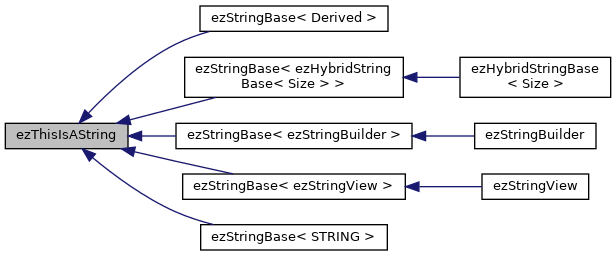 ezThisIsAString
ezStringBase< Derived >
ezStringBase< ezHybridString
Base< Size > >
ezHybridStringBase
< Size >
ezStringBase< ezStringBuilder >
ezStringBuilder
ezStringBase< ezStringView >
ezStringView
ezStringBase< STRING >